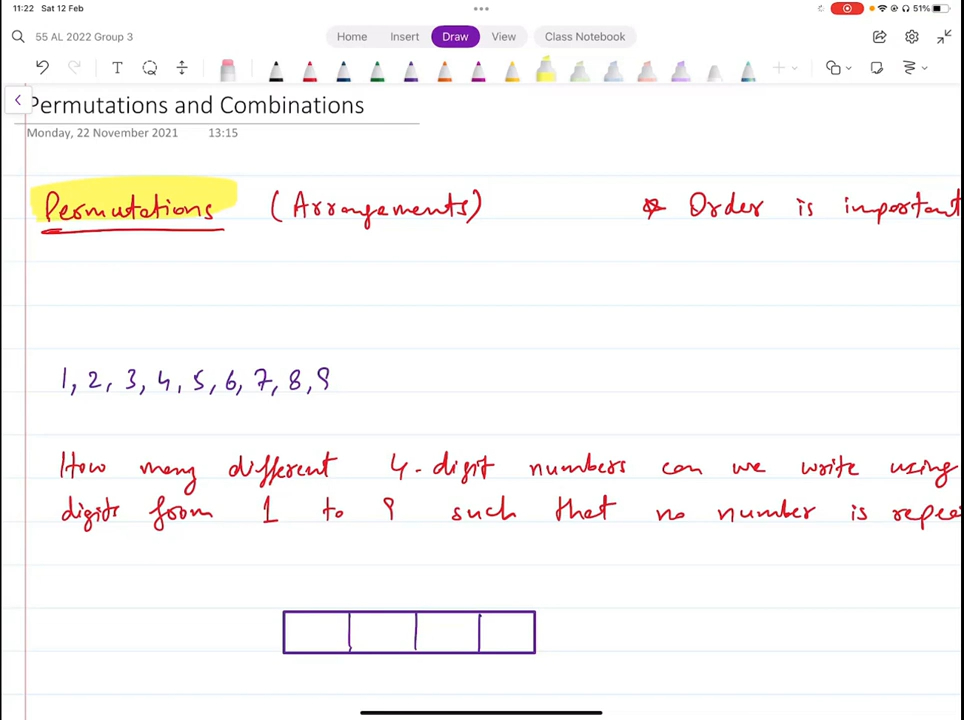 11:22 Sat 12 Feb
51%
55 AL 2022 Group 3
Home Insert Draw View Class Notebook
T
Permutations and Combinations
Monday, 22 November 2021 13:15
Permutations (Arrangements) * Order is important
1, 2, 3, 4, 5, 6, 7, 8, 9
How many different 4-digit numbers can we write using
digits from 1 to 9 such that no number is repea